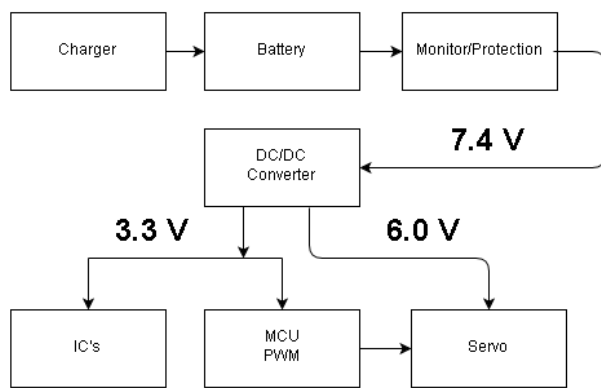 Charger
Battery
Monitor/Protection
7.4 V
DC/DC
Converter
3.3 V
6.0 V
IC's
MCU
PWM
Servo